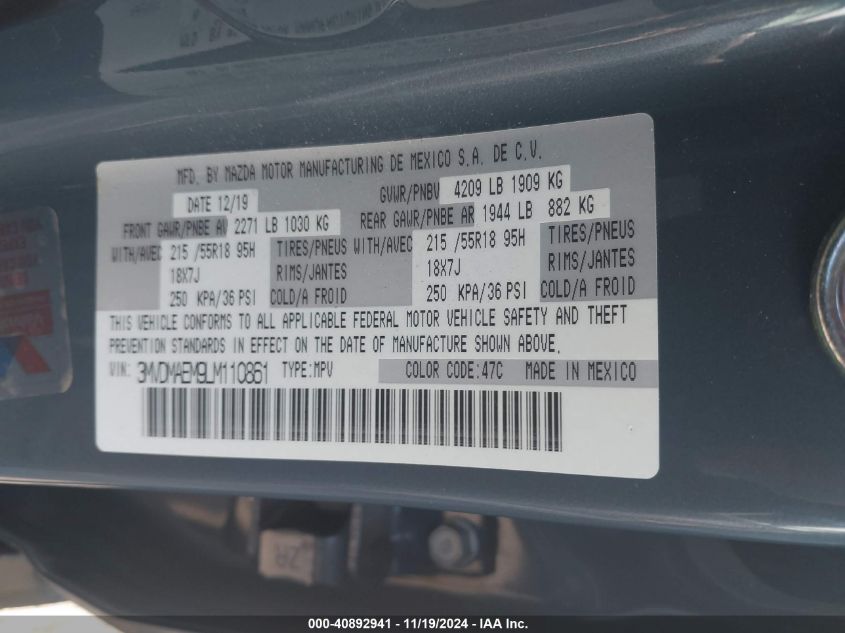 MFD. BY MAZDA MOTOR MANUFACTURING DE MEXICO S.A. DE C.V.
DATE 12/19 GVWR/PNBV 4209 LB 1909 KG
FRONT GAWR/PNBE AV 2271 LB 1030 KG REAR GAWR/PNBE AR 1944 LB 882 KG
WITH/AVEC 215 /55R18 95H TIRES/PNEUS WITH/AVEC 215 /55R18 95H TIRES/PNEUS
18X7J RIMS/JANTES 18X7J RIMS/JANTES
250 KPA/36 PSI COLD/A FROID 250 KPA/36 PSI COLD/A FROID
THIS VEHICLE CONFORMS TO ALL APPLICABLE FEDERAL MOTOR VEHICLE SAFETY AND THEFT
PREVENTION STANDARDS IN EFFECT ON THE DATE OF MANUFACTURE SHOWN ABOVE.
VIN: 3MVDMAEM9LM110861 TYPE:MPV COLOR CODE:47C MADE IN MEXICO
000-40892941 - 11/19/2024 - IAA Inc.